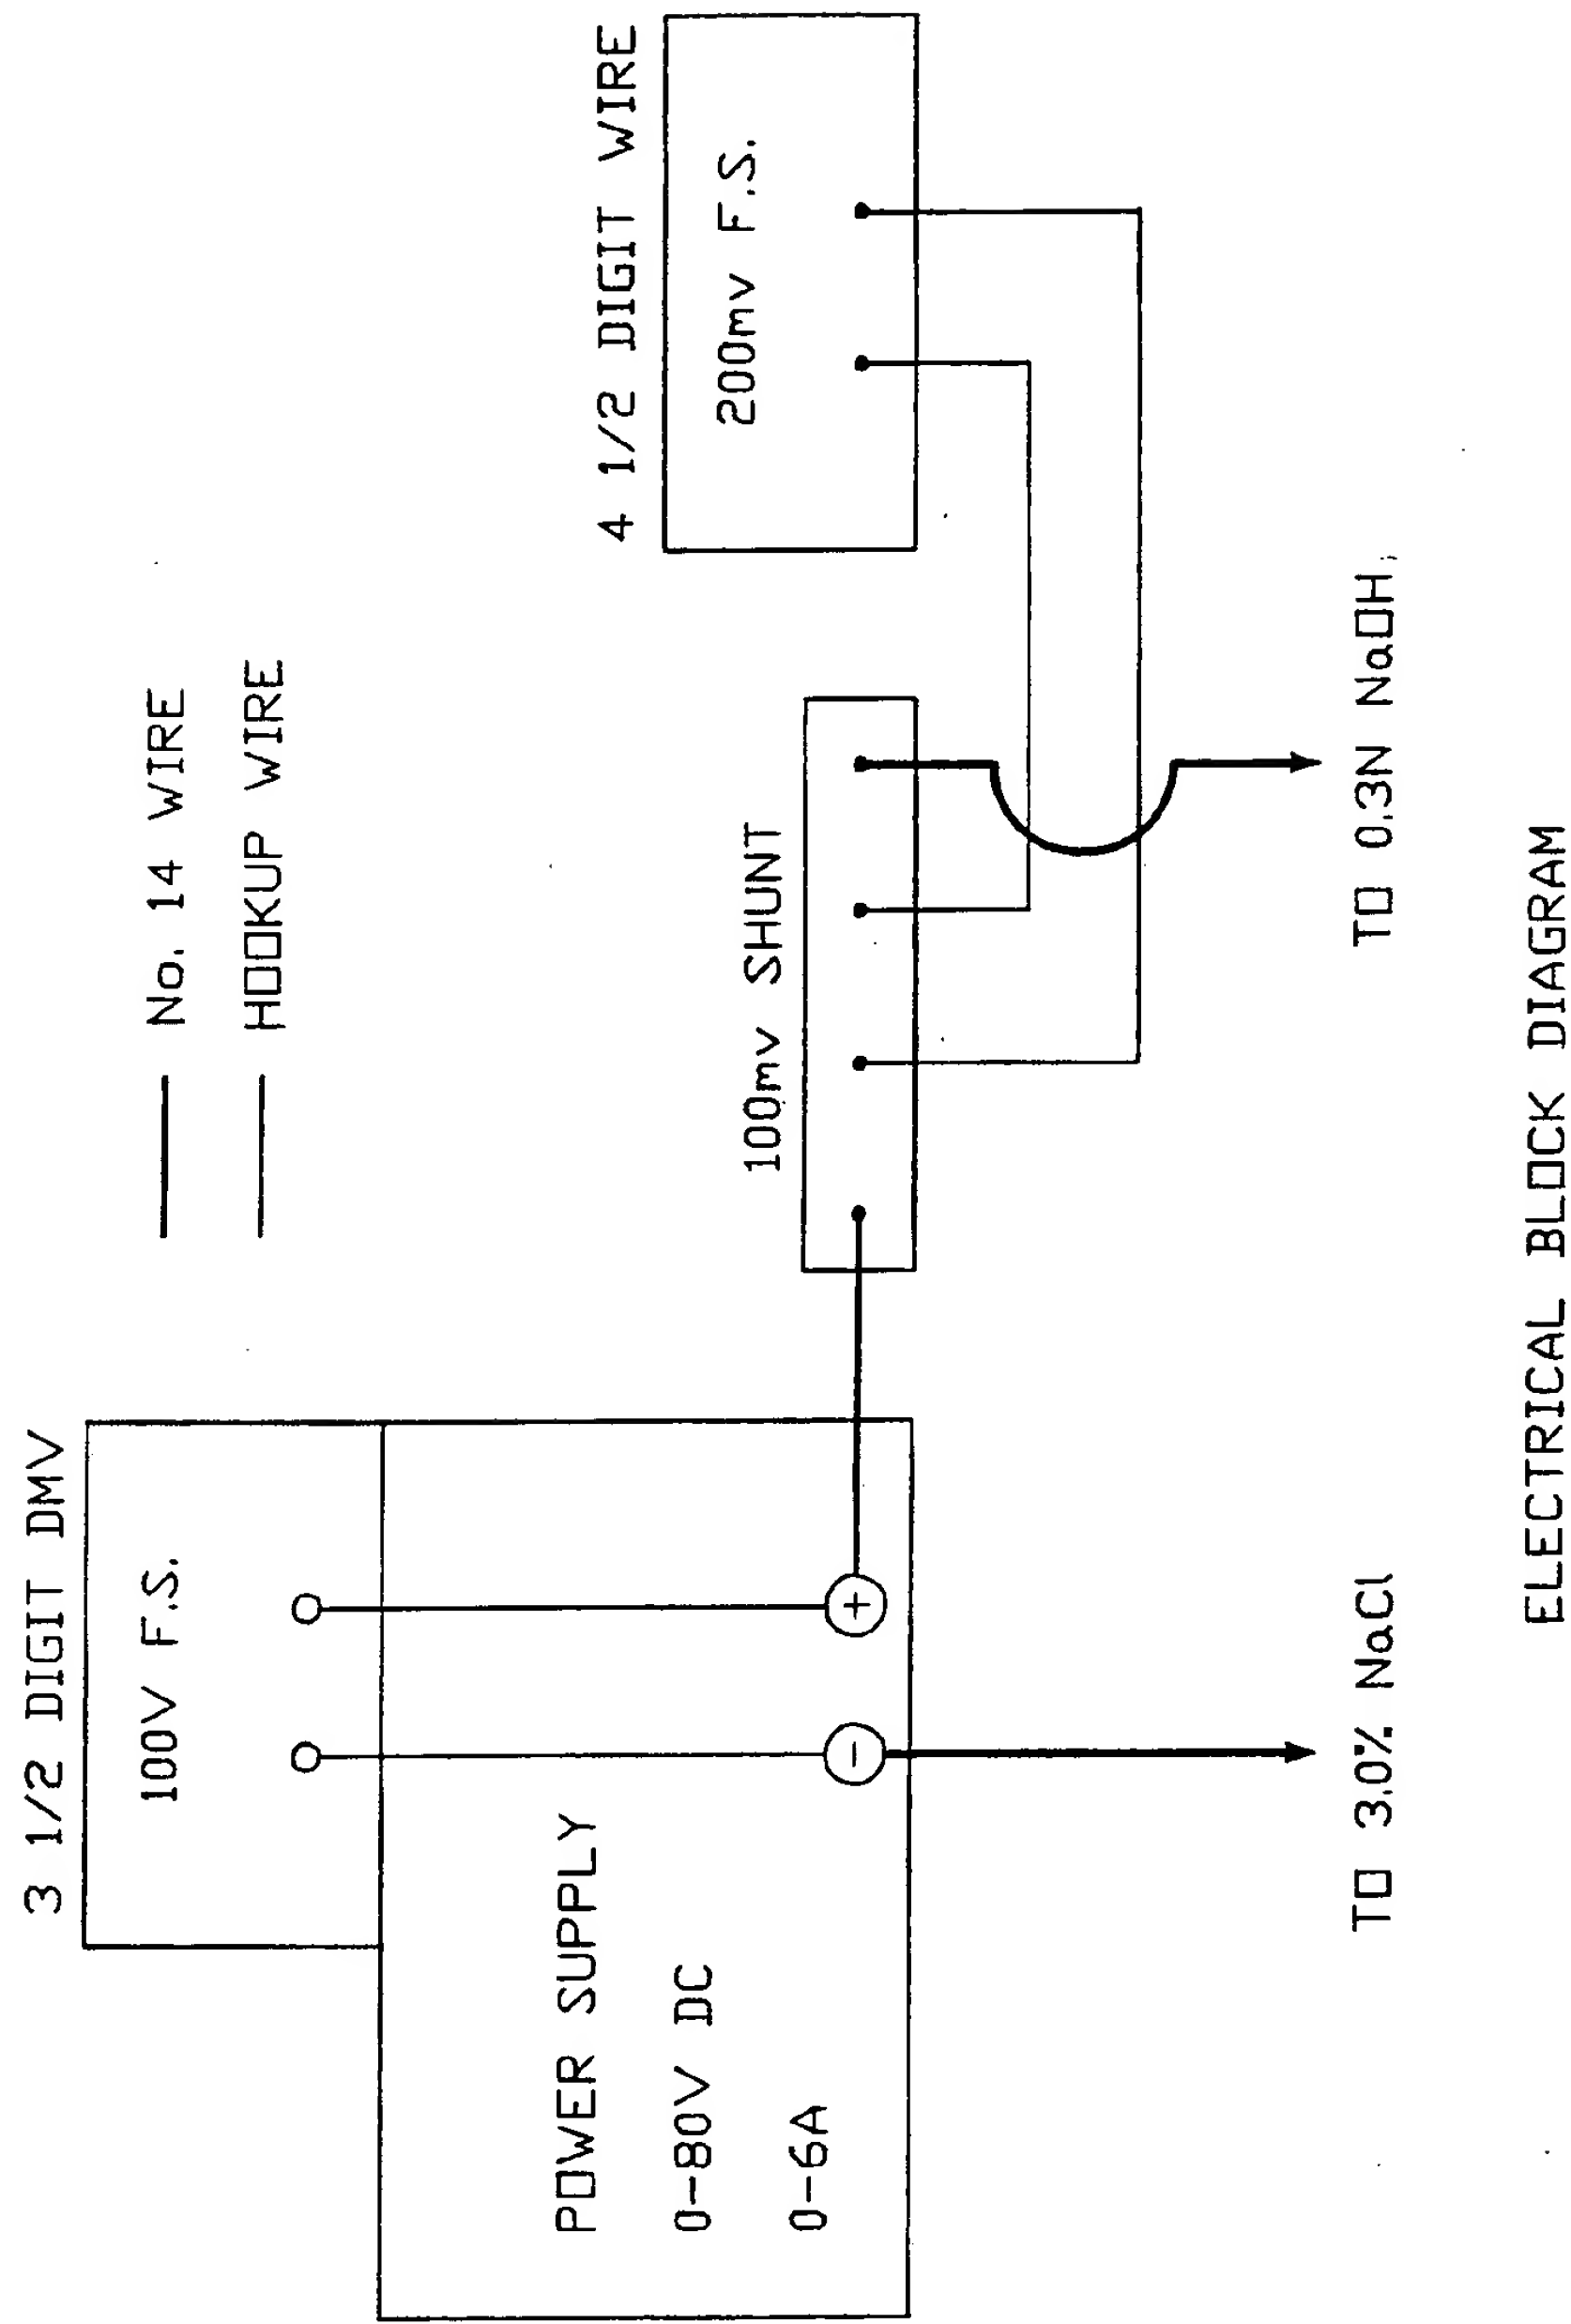 3 1/2 DIGIT DMV
100V F.S.
POWER SUPPLY
0-80V DC
0-6A
+
-
No. 14 WIRE
HOOKUP WIRE
100mv SHUNT
4 1/2 DIGIT WIRE
200mv F.S.
TO 3.0% NaCl
TO 0.3N NaOH
ELECTRICAL BLOCK DIAGRAM